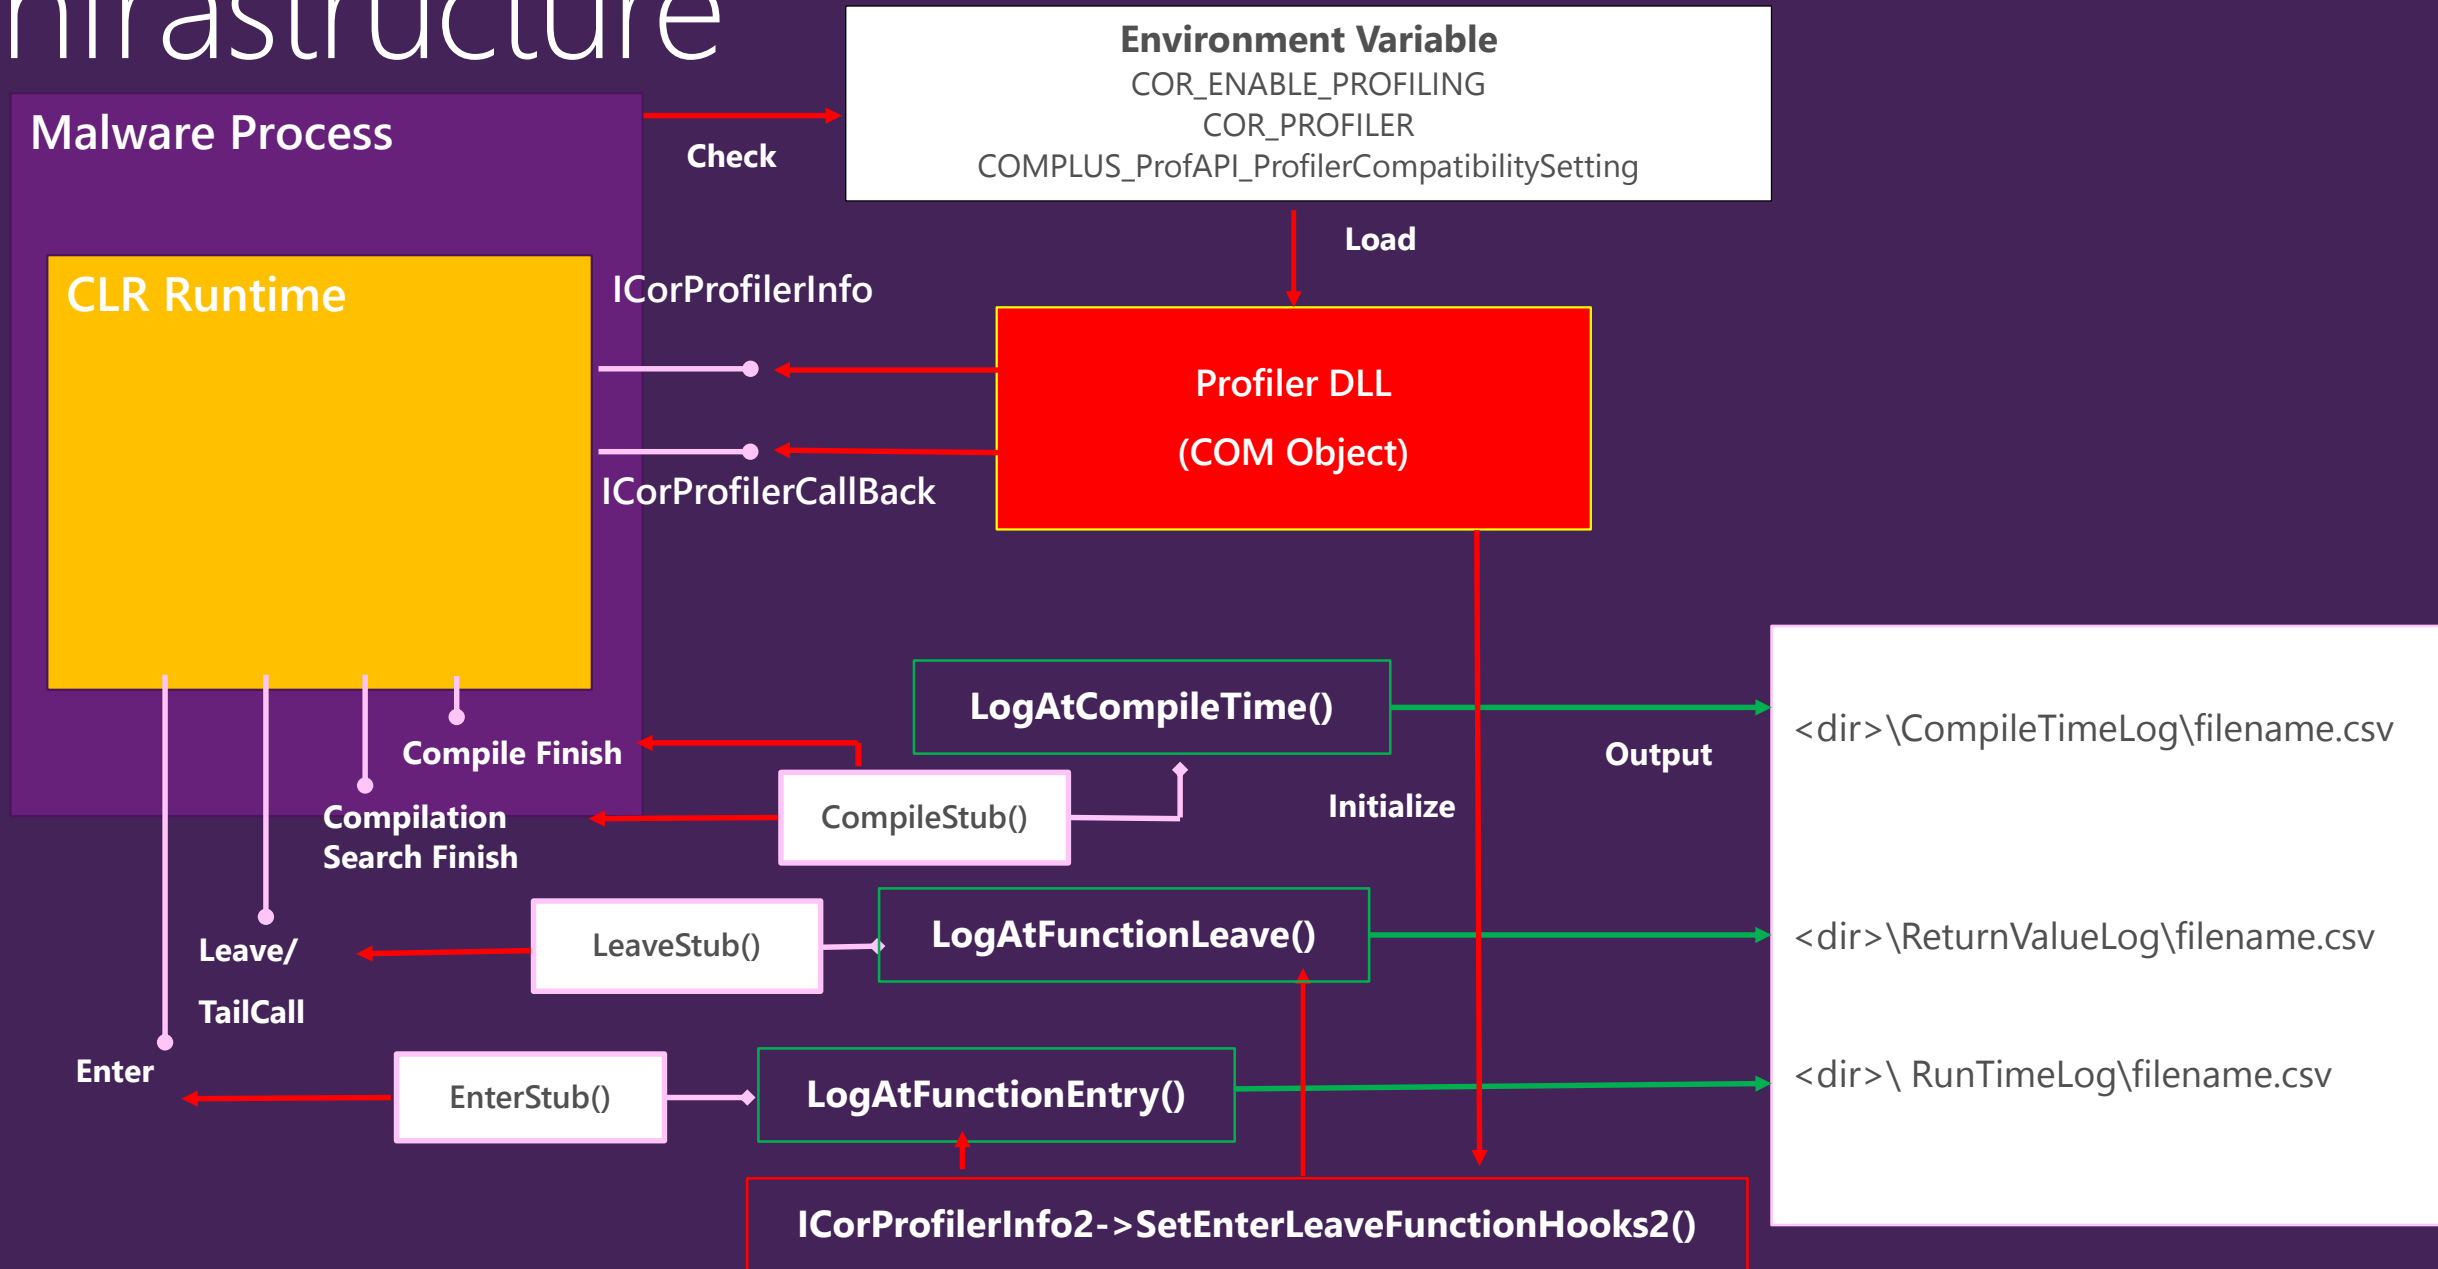 nfrastructure
Environment Variable
COR_ENABLE_PROFILING
COR_PROFILER
COMPLUS_ProfAPI_ProfilerCompatibilitySetting
Malware Process
Check
Load
CLR Runtime
ICorProfilerInfo
Profiler DLL
(COM Object)
ICorProfilerCallBack
LogAtCompileTime()
<dir>\CompileTimeLog\filename.csv
Compile Finish
Output
CompileStub()
Initialize
Compilation
Search Finish
LeaveStub()
LogAtFunctionLeave()
<dir>\ReturnValueLog\filename.csv
Leave/
TailCall
Enter
EnterStub()
LogAtFunctionEntry()
<dir>\ RunTimeLog\filename.csv
ICorProfilerInfo2->SetEnterLeaveFunctionHooks2()